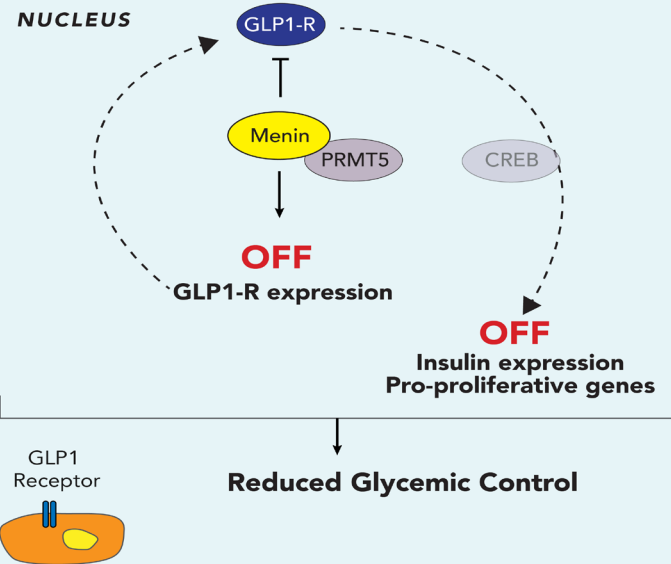 NUCLEUS
GLP1-R
Menin
PRMT5
CREB
OFF
GLP1-R expression
OFF
Insulin expression
Pro-proliferative genes
GLP1
Receptor
Reduced Glycemic Control